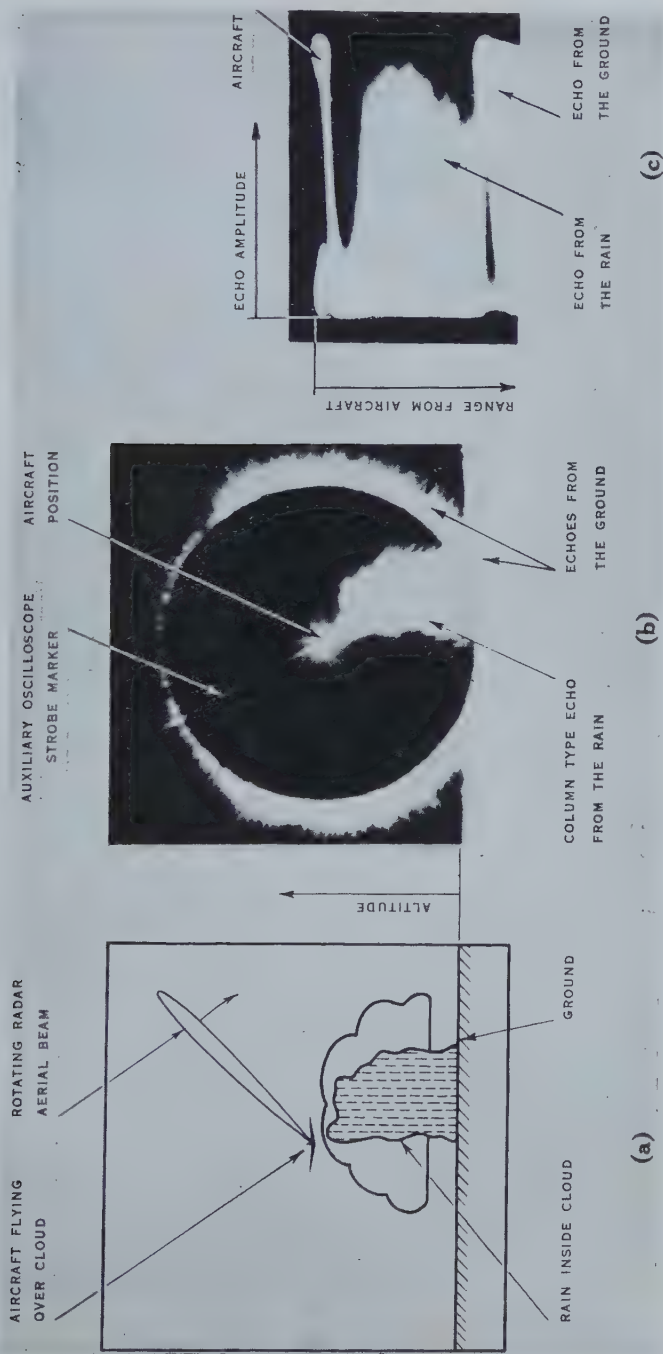 AIRCRAFT FLYING
OVER CLOUD
ROTATING RADAR
AERIAL BEAM
RAIN INSIDE CLOUD
GROUND
(a)
ALTITUDE
AUXILIARY OSCILLOSCOPE
STROBE MARKER
AIRCRAFT
POSITION
COLUMN TYPE ECHO
FROM THE RAIN
ECHOES FROM
THE GROUND
(b)
RANGE FROM AIRCRAFT
ECHO AMPLITUDE
AIRCRAFT
ECHO FROM
THE RAIN
ECHO FROM
THE GROUND
(c)